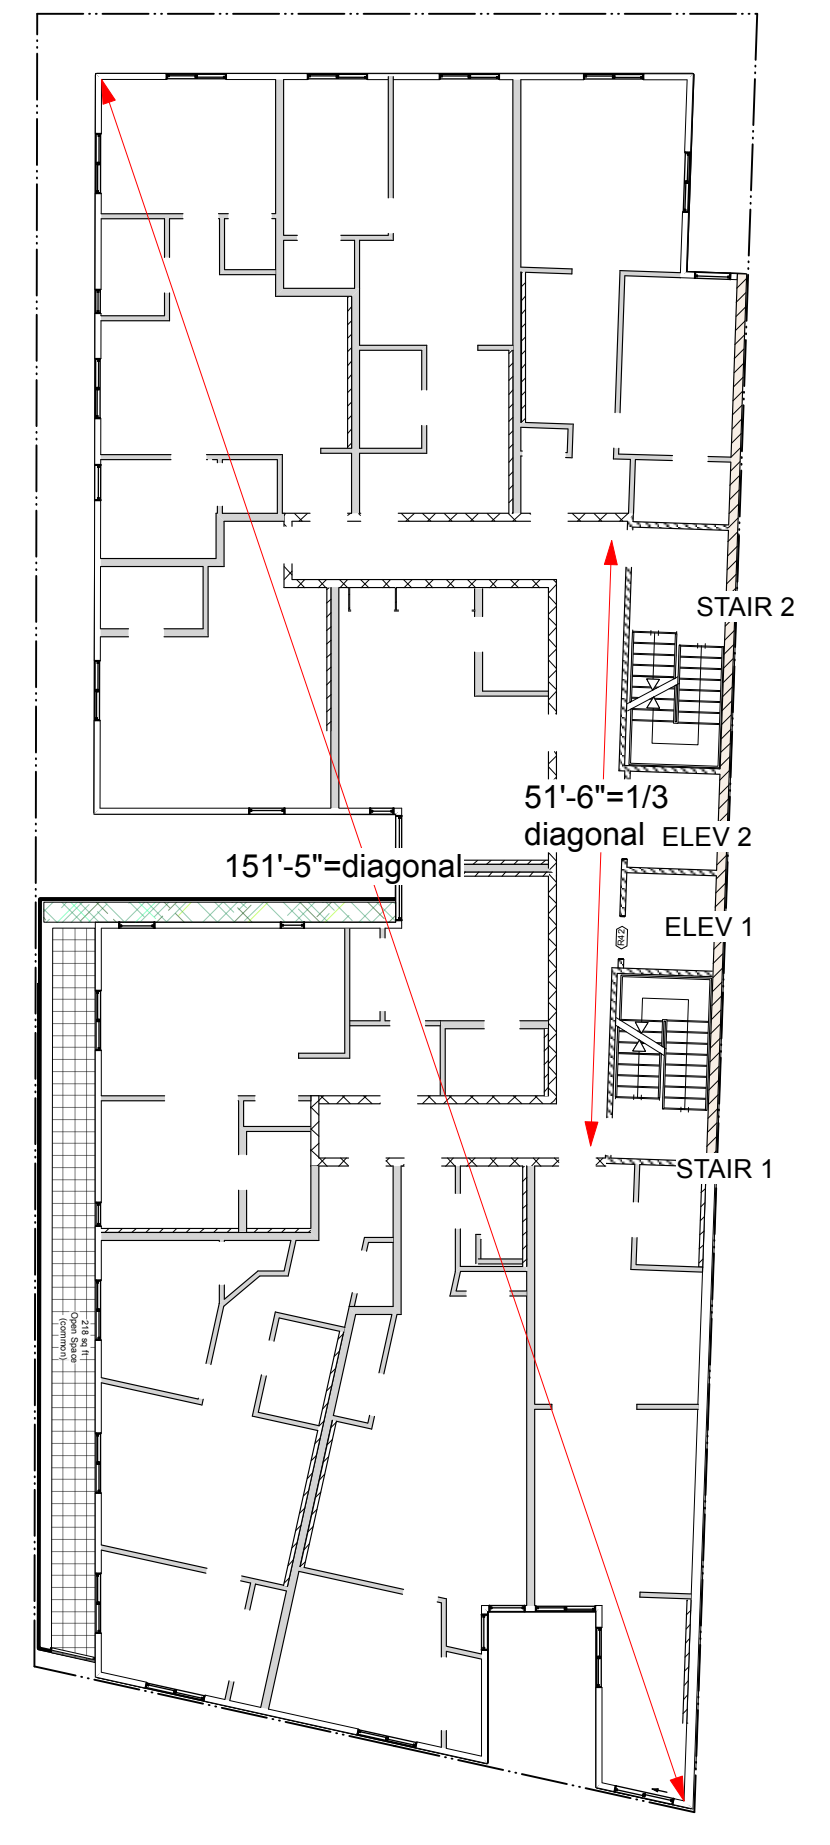 STAIR 2
51'-6"=1/3
diagonal
ELEV 2
151'-5"=diagonal
ELEV 1
R42
STAIR 1
218 sq ft
Open Space
(common)